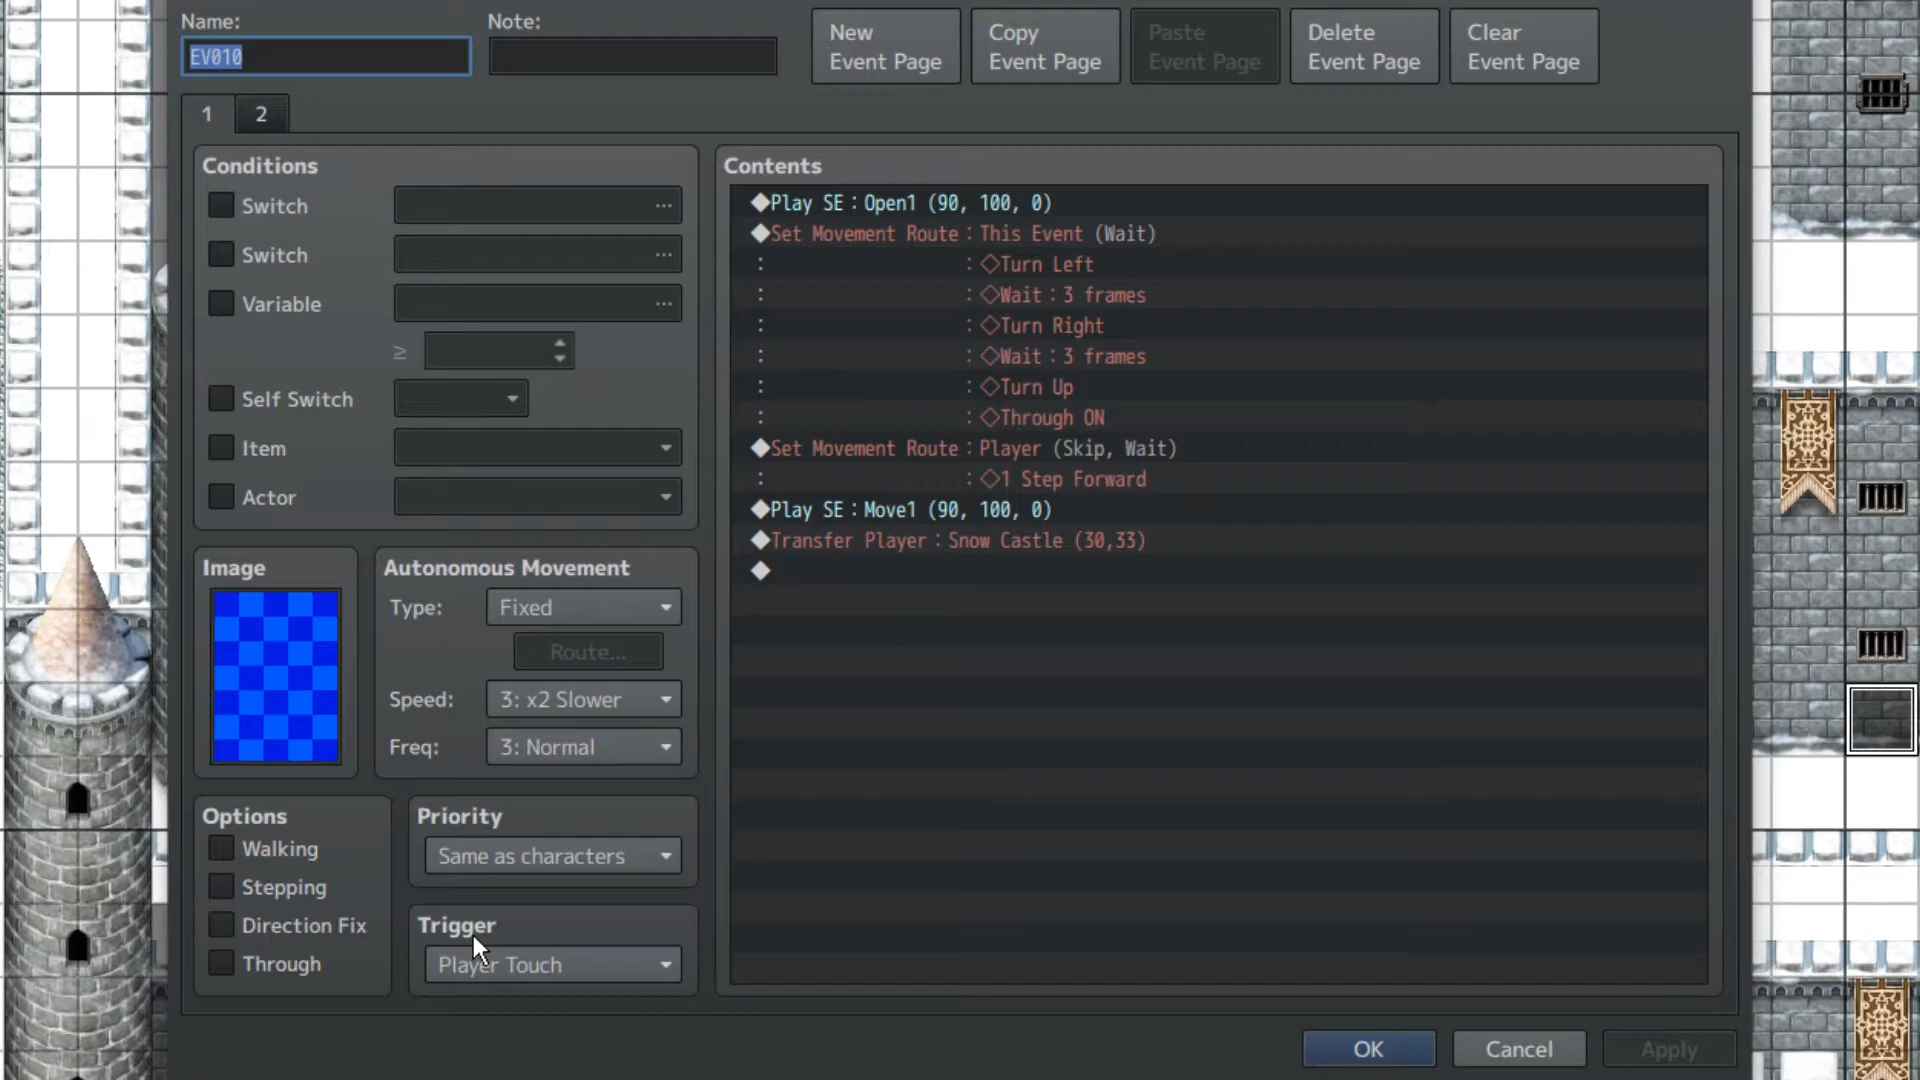 Name:
Note:
EV010
New Event Page
Copy Event Page
Paste Event Page
Delete Event Page
Clear Event Page
1
2
Conditions
Switch
...
Switch
...
Variable
...
≥
Self Switch
Item
Actor
Image
Autonomous Movement
Type:
Fixed
Route...
Speed:
3: x2 Slower
Freq:
3: Normal
Options
Walking
Stepping
Direction Fix
Through
Priority
Same as characters
Trigger
Player Touch
Contents
◆Play SE : Open1 (90, 100, 0)
◆Set Movement Route : This Event (Wait)
: : ◇Turn Left
: : ◇Wait : 3 frames
: : ◇Turn Right
: : ◇Wait : 3 frames
: : ◇Turn Up
: : ◇Through ON
◆Set Movement Route : Player (Skip, Wait)
: : ◇1 Step Forward
◆Play SE : Move1 (90, 100, 0)
◆Transfer Player : Snow Castle (30,33)
◆
OK
Cancel
Apply